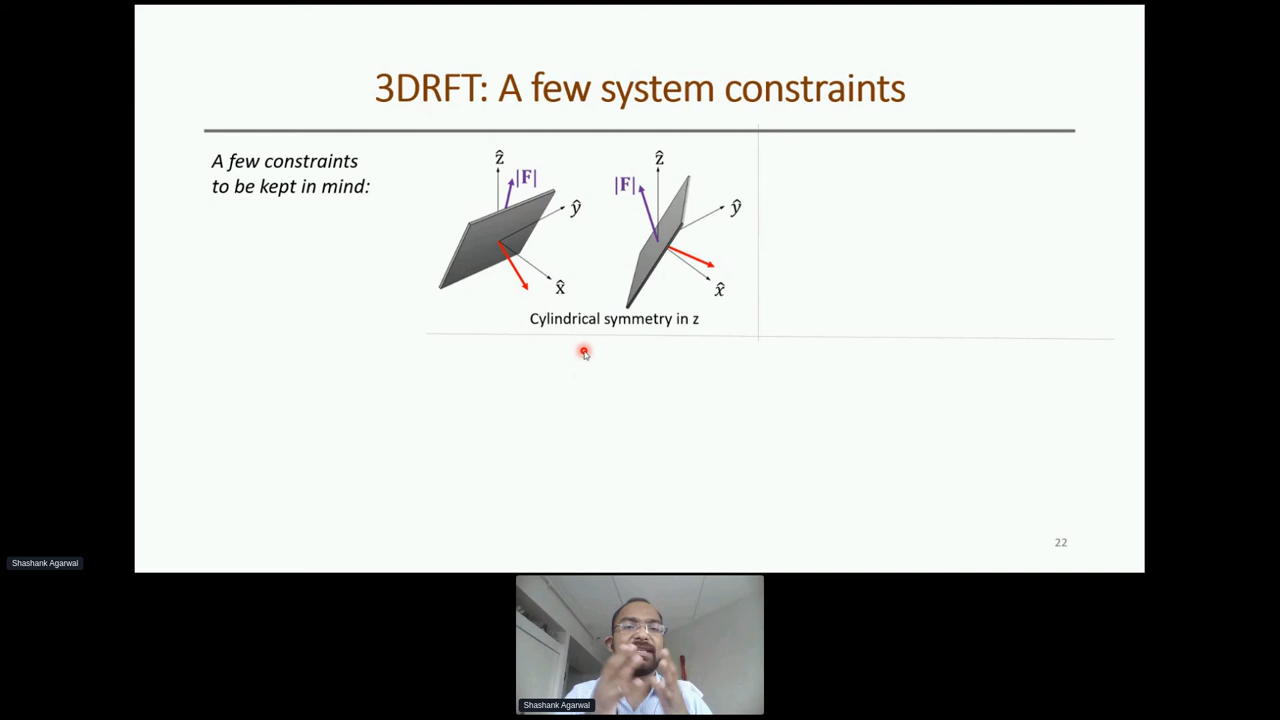 3DRFT: A few system constraints
A few constraints
to be kept in mind:
ẑ
|F|
ŷ
x̂
ẑ
|F|
ŷ
x̂
Cylindrical symmetry in z
22
Shashank Agarwal
Shashank Agarwal